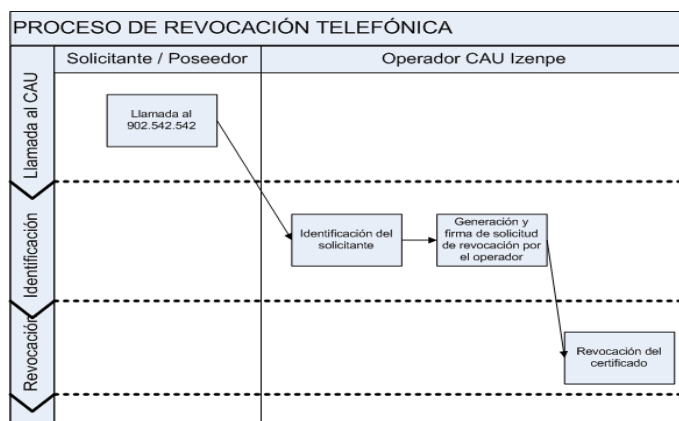 PROCESO DE REVOCACIÓN TELEFÓNICA
Solicitante / Poseedor
Operador CAU Izenpe
Llamada al CAU
Llamada al
902.542.542
Identificación
Identificación del
solicitante
Generación y
firma de solicitud
de revocación por
el operador
Revocación
Revocación del
certificado